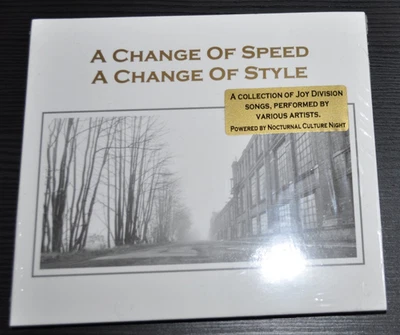 A Change Of Speed
A Change Of Style
A collection of Joy Division
songs, performed by
various artists.
Powered by Nocturnal Culture Night